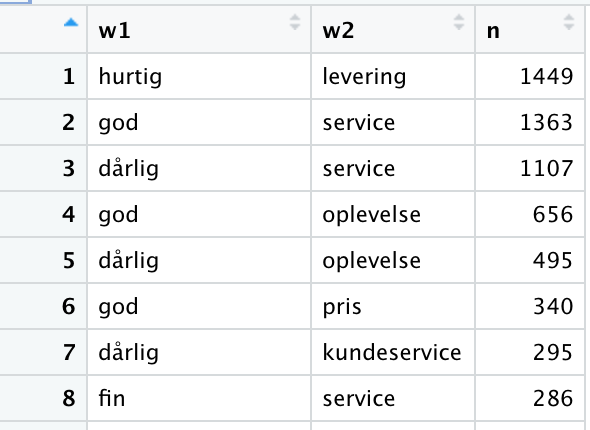 w1 w2 n
1 hurtig levering 1449
2 god service 1363
3 dårlig service 1107
4 god oplevelse 656
5 dårlig oplevelse 495
6 god pris 340
7 dårlig kundeservice 295
8 fin service 286